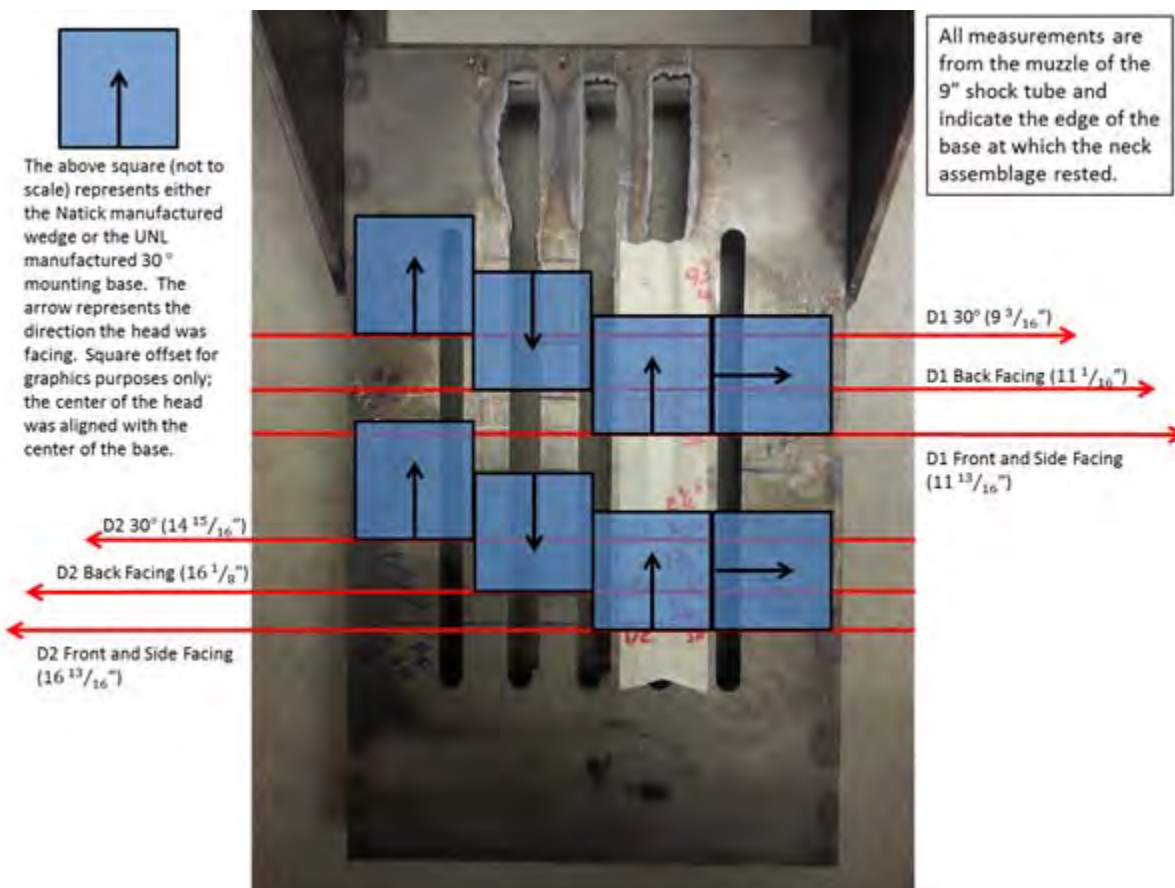 All measurements are
from the muzzle of the
9" shock tube and
indicate the edge of the
base at which the neck
assemblage rested.
The above square (not to
scale) represents either
the Natick manufactured
wedge or the UNL
manufactured 30°
mounting base. The
arrow represents the
direction the head was
facing. Square offset for
graphics purposes only;
the center of the head
was aligned with the
center of the base.
D1 30° (9 3/16")
D1 Back Facing (11 1/16")
D1 Front and Side Facing
(11 13/16")
D2 30° (14 15/16")
D2 Back Facing (16 1/8")
D2 Front and Side Facing
(16 13/16")